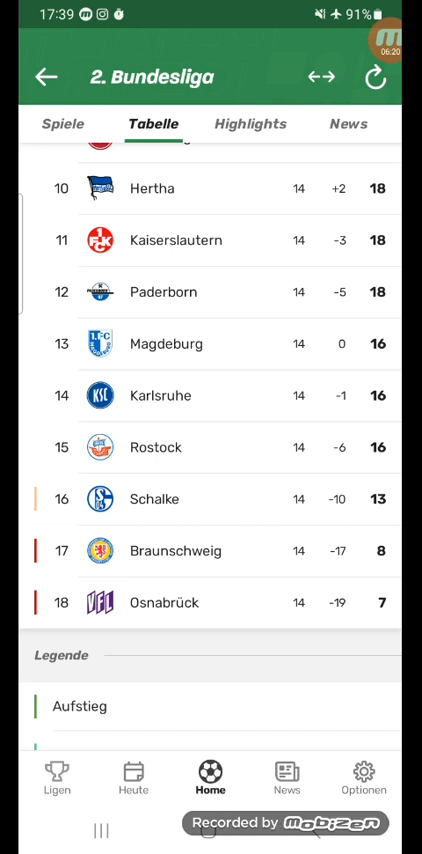 17:39 91%
06:20
2. Bundesliga
Spiele Tabelle Highlights News
10 Hertha 14 +2 18
11 Kaiserslautern 14 -3 18
12 Paderborn 14 -5 18
13 Magdeburg 14 0 16
14 KSC Karlsruhe 14 -1 16
15 Rostock 14 -6 16
16 Schalke 14 -10 13
17 Braunschweig 14 -17 8
18 VFL Osnabrück 14 -19 7
Legende
Aufstieg
Ligen Heute Home News Optionen
Recorded by mobizen